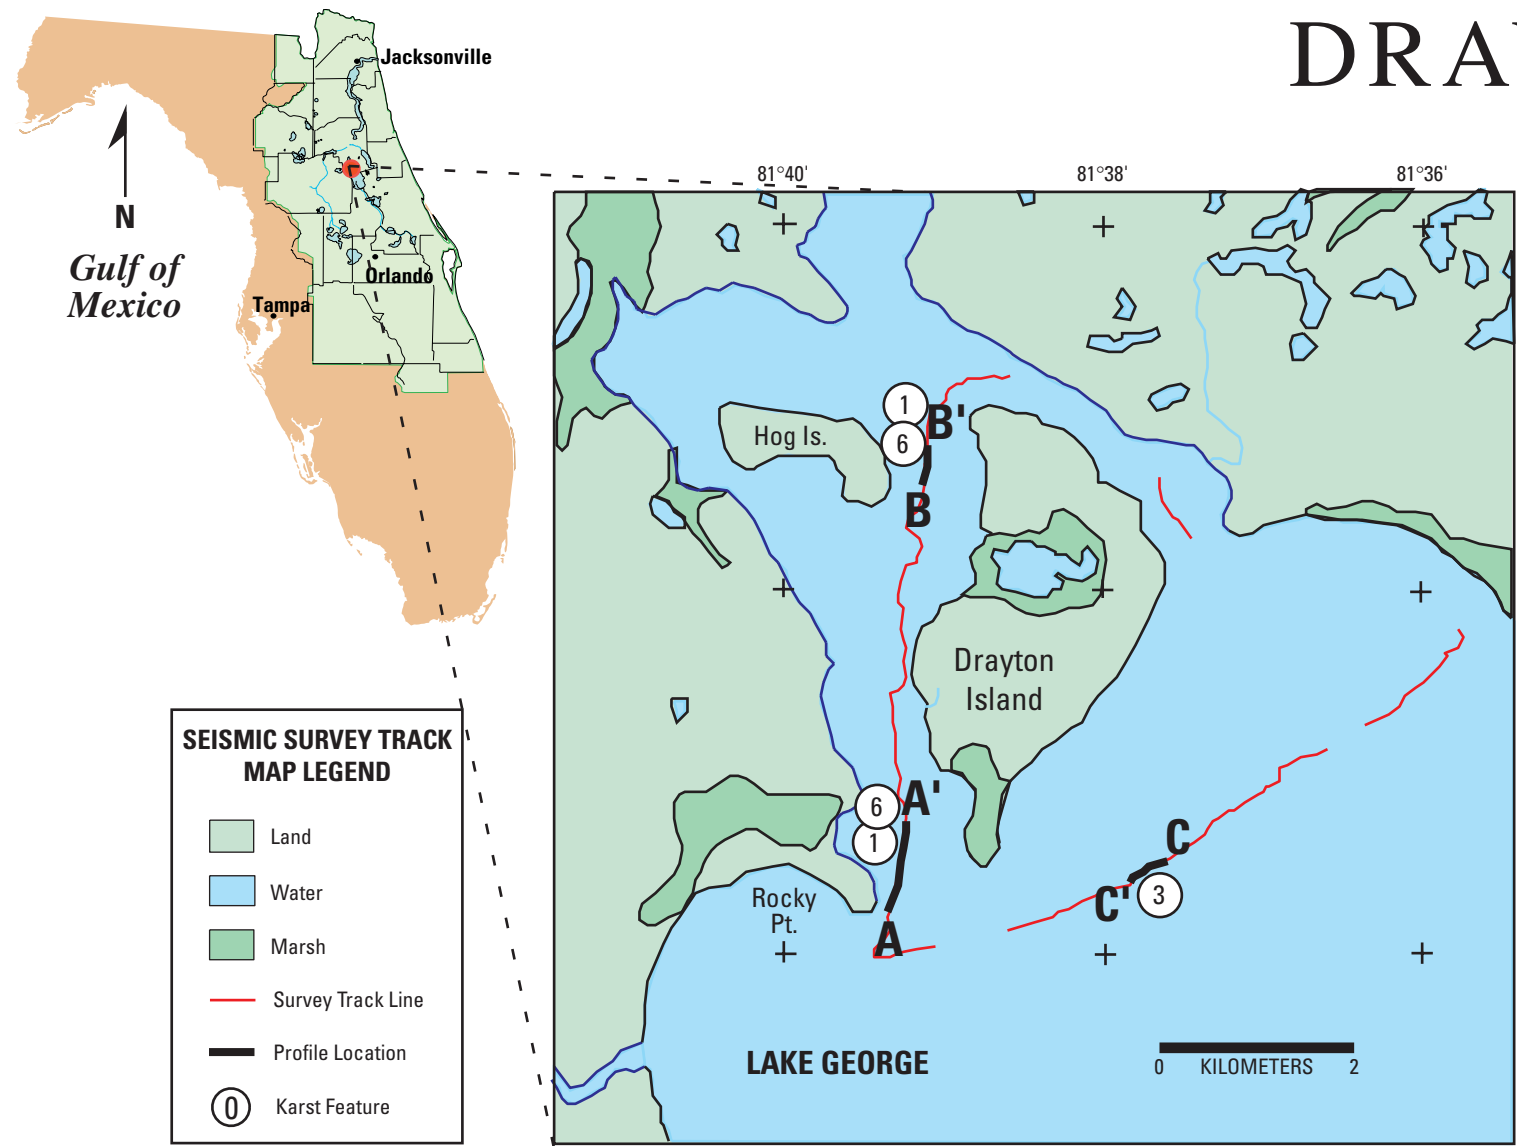 DRA
Jacksonville
N
Gulf of
Mexico
Orlando
Tampa
81°40'
81°38'
81°36'
1
B'
Hog Is.
6
B
Drayton
Island
6
A'
1
C
Rocky
Pt.
C'
3
A
LAKE GEORGE
0 KILOMETERS 2
SEISMIC SURVEY TRACK
MAP LEGEND
Land
Water
Marsh
Survey Track Line
Profile Location
0 Karst Feature